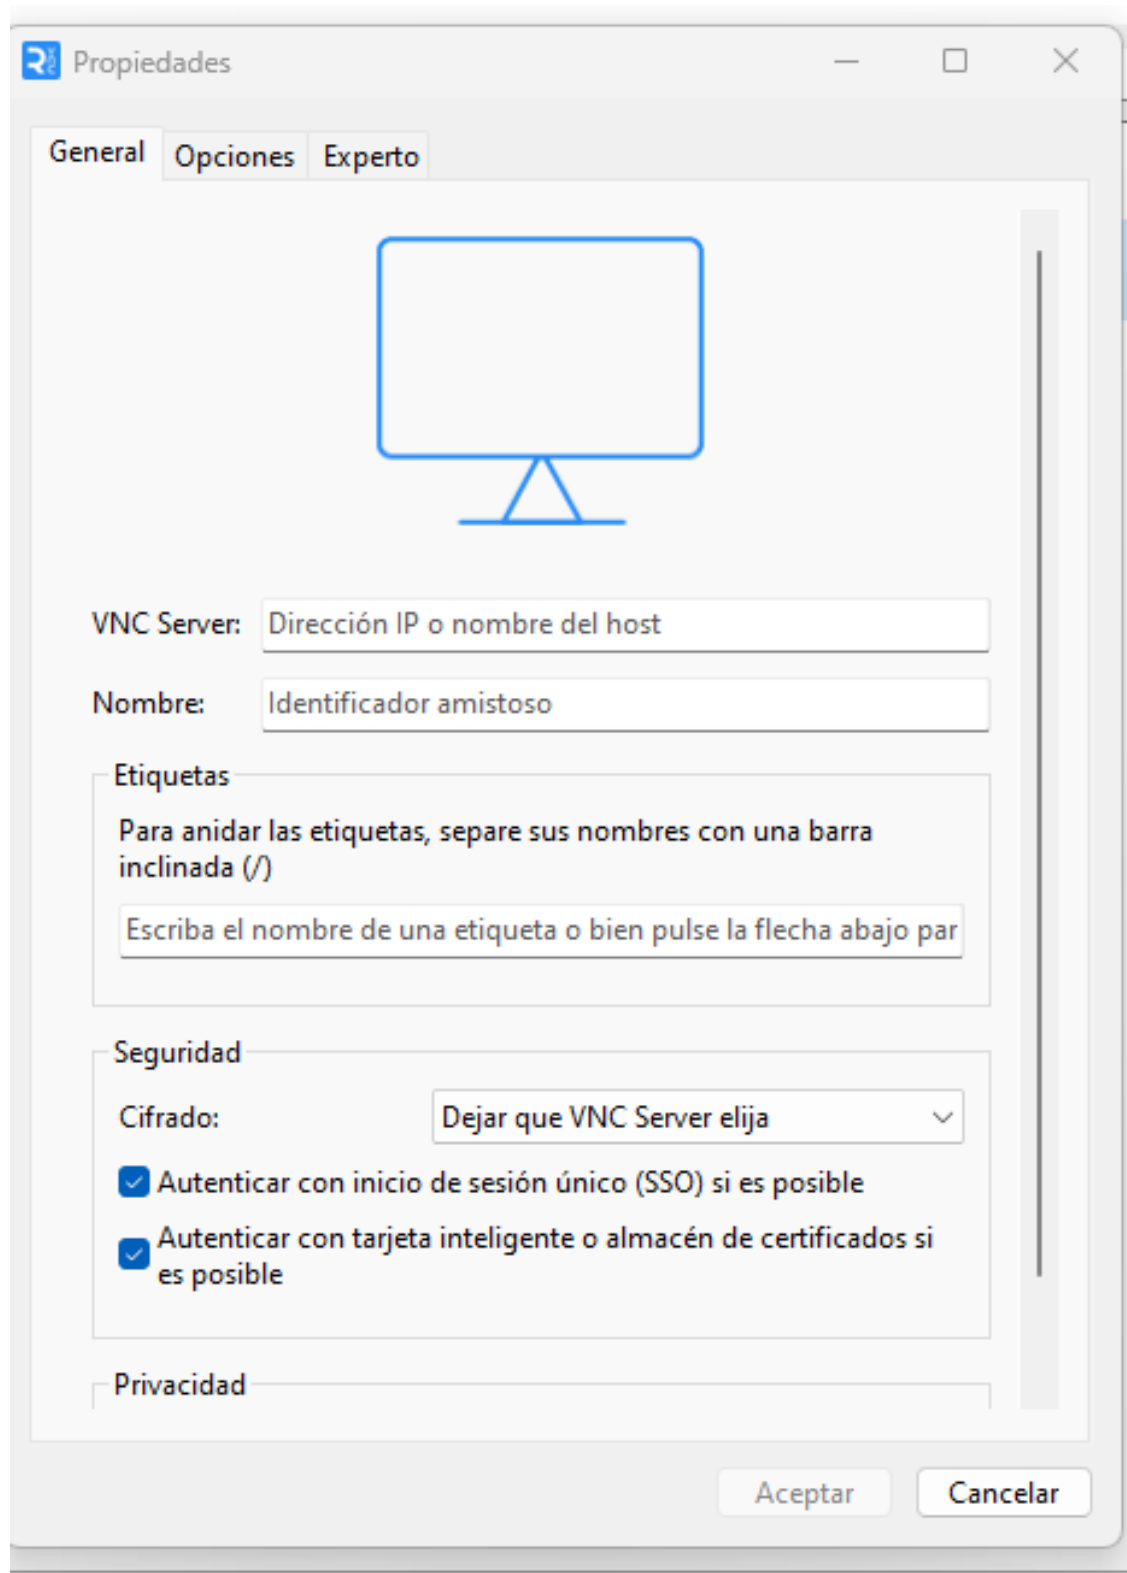 Propiedades
General
Opciones
Experto
VNC Server:
Dirección IP o nombre del host
Nombre:
Identificador amistoso
Etiquetas
Para anidar las etiquetas, separe sus nombres con una barra
inclinada (/)
Escriba el nombre de una etiqueta o bien pulse la flecha abajo par
Seguridad
Cifrado:
Dejar que VNC Server elija
Autenticar con inicio de sesión único (SSO) si es posible
Autenticar con tarjeta inteligente o almacén de certificados si
es posible
Privacidad
Aceptar
Cancelar